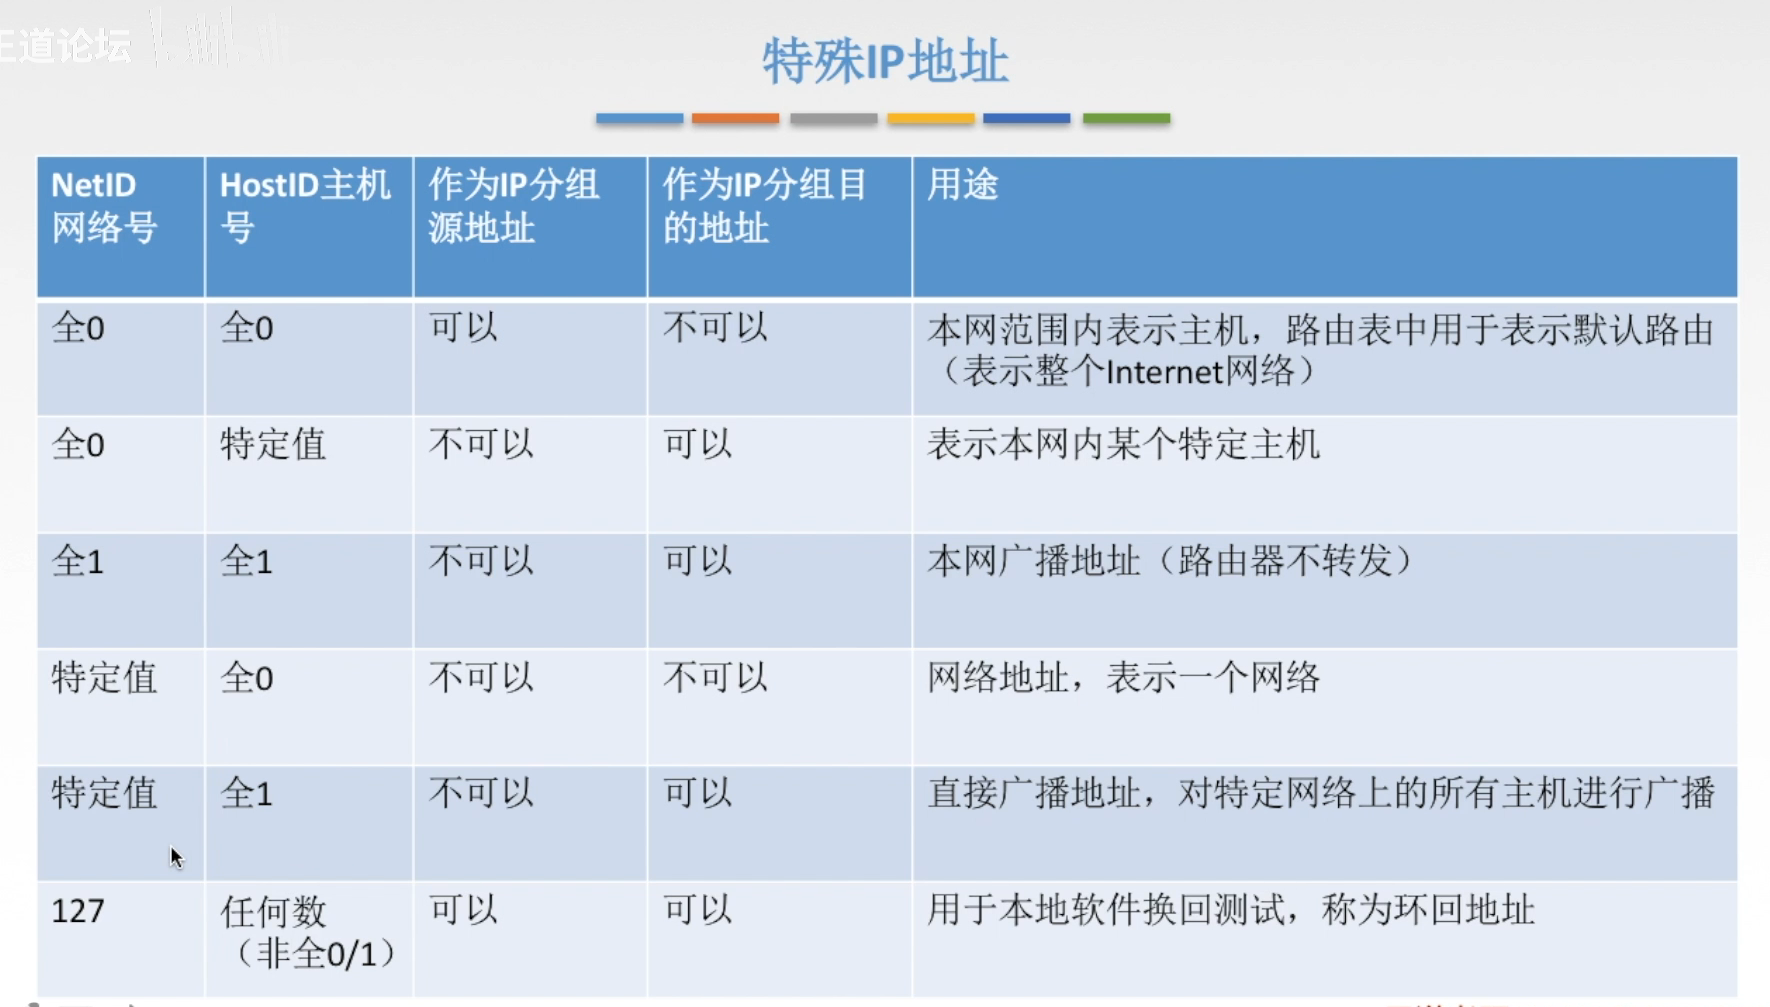 王道论坛
特殊IP地址
NetID
网络号
HostID主机
号
作为IP分组
源地址
作为IP分组目
的地址
用途
全0
全0
可以
不可以
本网范围内表示主机，路由表中用于表示默认路由
（表示整个Internet网络）
全0
特定值
不可以
可以
表示本网内某个特定主机
全1
全1
不可以
可以
本网广播地址（路由器不转发）
特定值
全0
不可以
不可以
网络地址，表示一个网络
特定值
全1
不可以
可以
直接广播地址，对特定网络上的所有主机进行广播
127
任何数
（非全0/1）
可以
可以
用于本地软件换回测试，称为环回地址